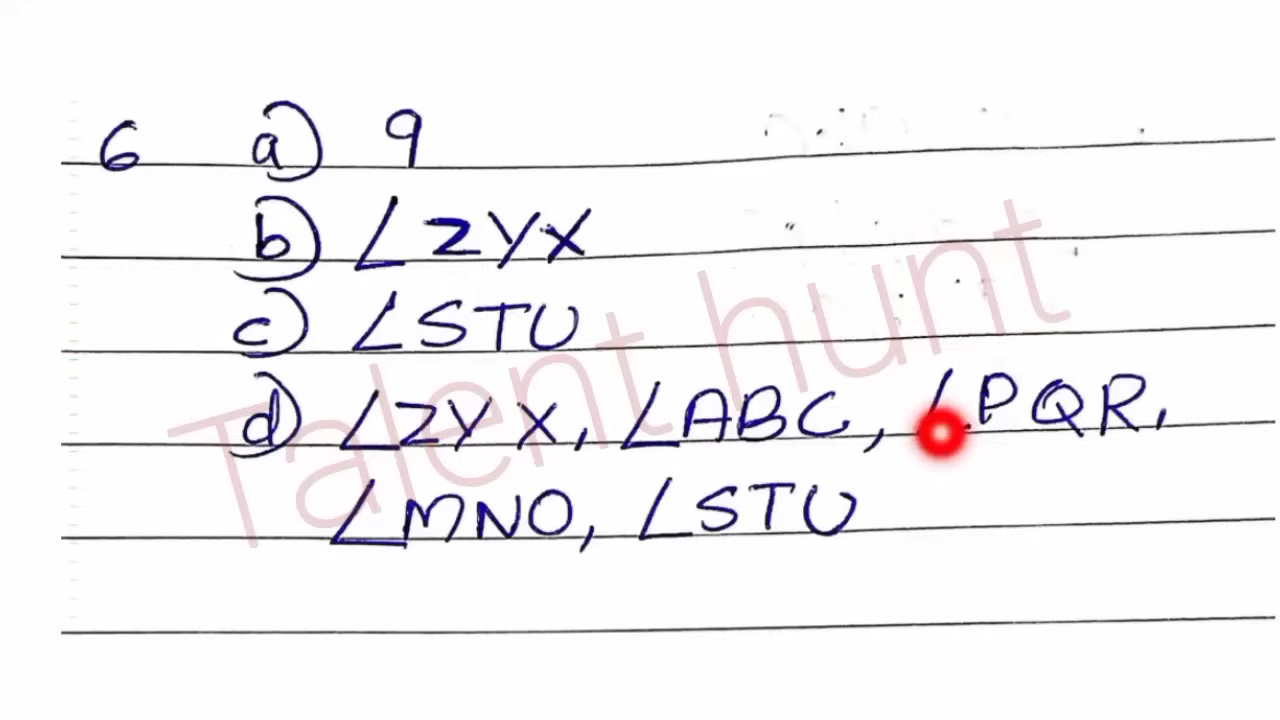 6 a) 9
b) ∠ZYX
c) ∠STU
d) ∠ZYX, ∠ABC, ∠PQR,
∠MNO, ∠STU
Talent hunt